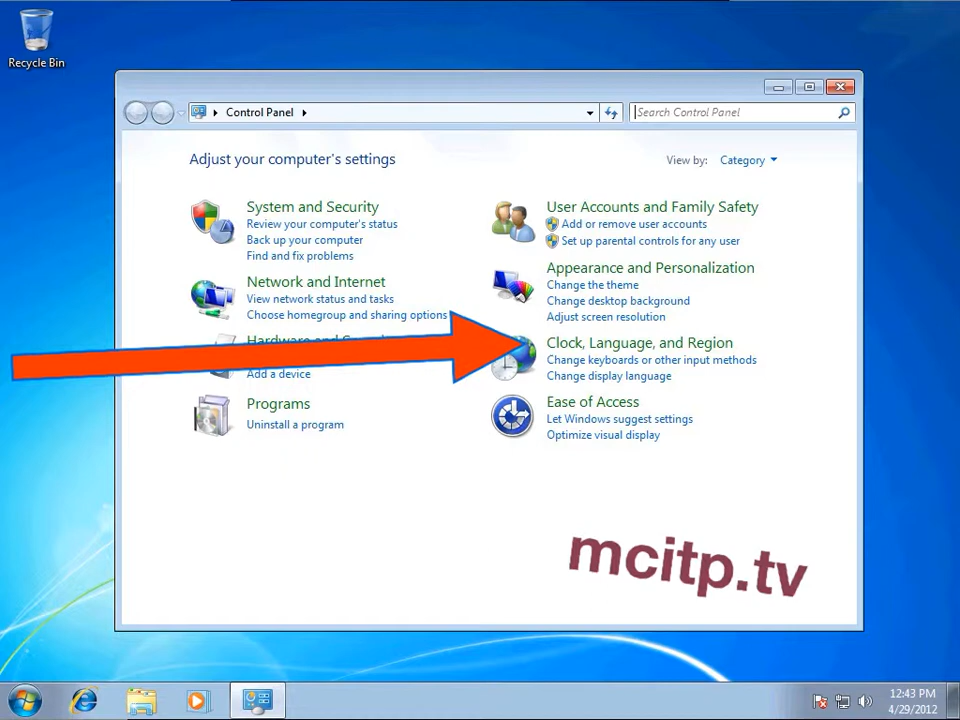 Recycle Bin
Control Panel
Search Control Panel
Adjust your computer's settings
View by: Category
System and Security
Review your computer's status
Back up your computer
Find and fix problems
Network and Internet
View network status and tasks
Choose homegroup and sharing options
Hardware and
Add a device
Programs
Uninstall a program
User Accounts and Family Safety
Add or remove user accounts
Set up parental controls for any user
Appearance and Personalization
Change the theme
Change desktop background
Adjust screen resolution
Clock, Language, and Region
Change keyboards or other input methods
Change display language
Ease of Access
Let Windows suggest settings
Optimize visual display
mcitp.tv
12:43 PM
4/29/2012